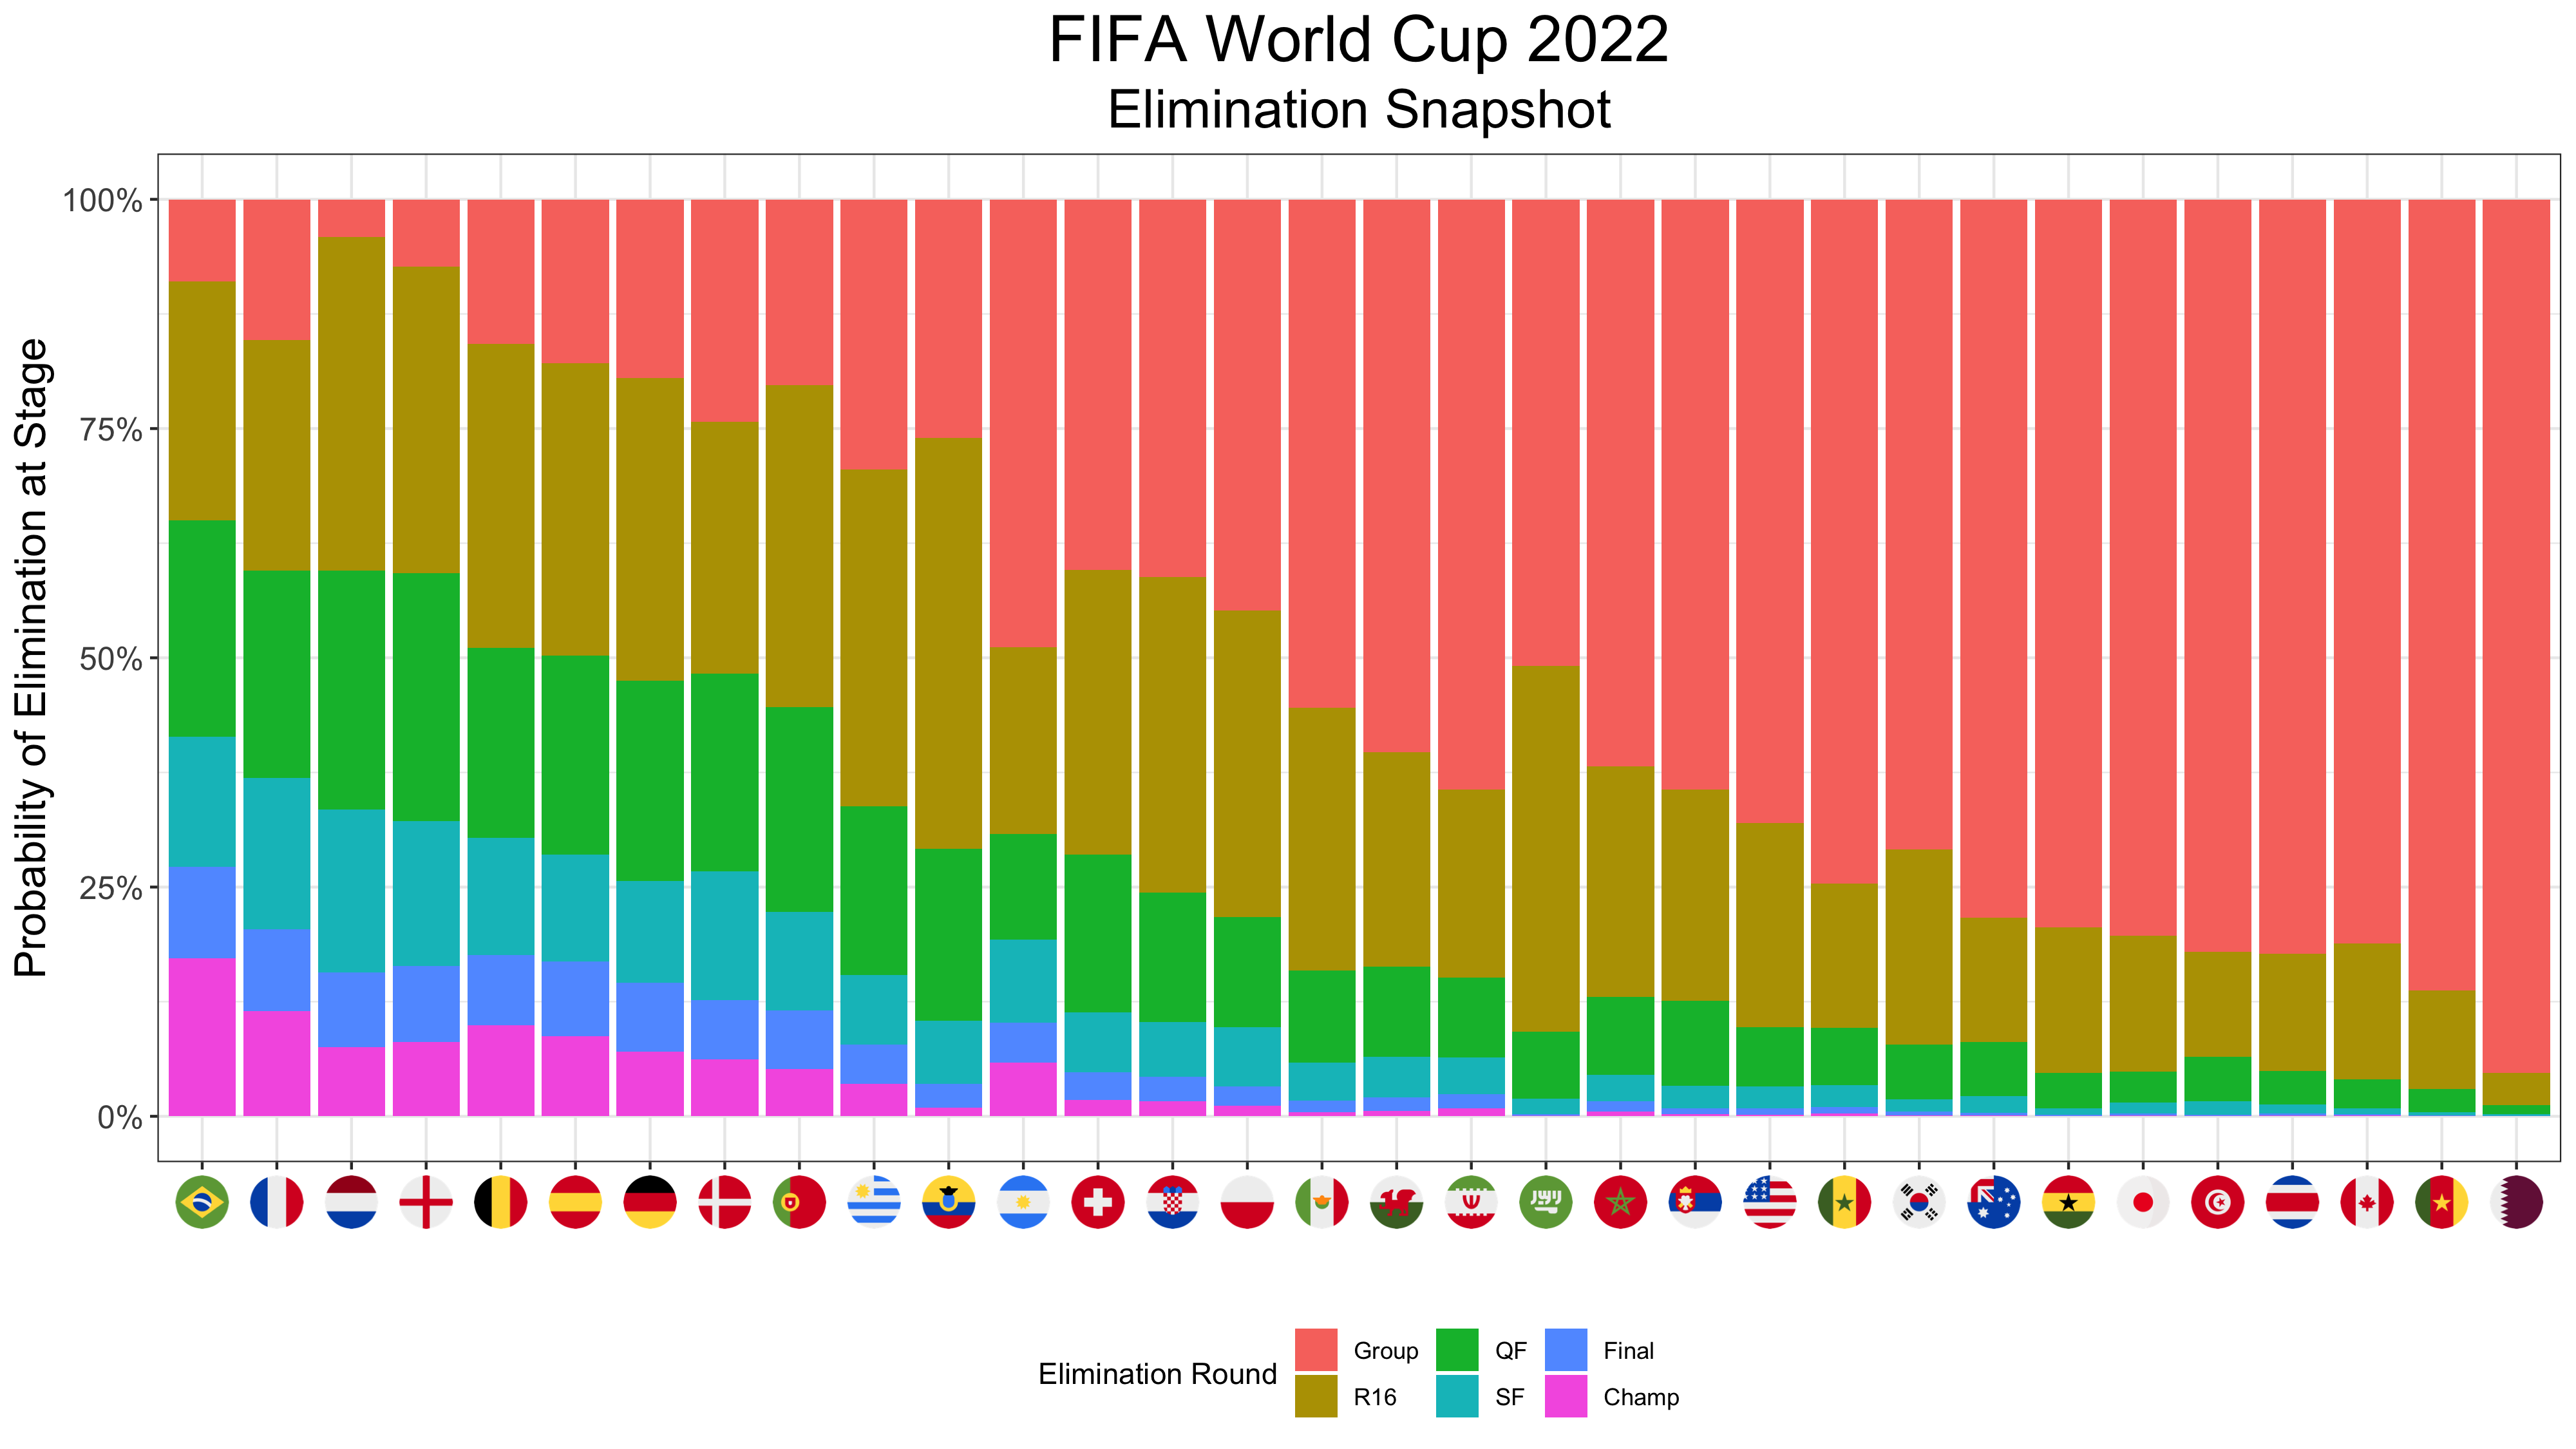 FIFA World Cup 2022
Elimination Snapshot
Probability of Elimination at Stage
100%
75%
50%
25%
0%
Elimination Round
Group
QF
Final
R16
SF
Champ